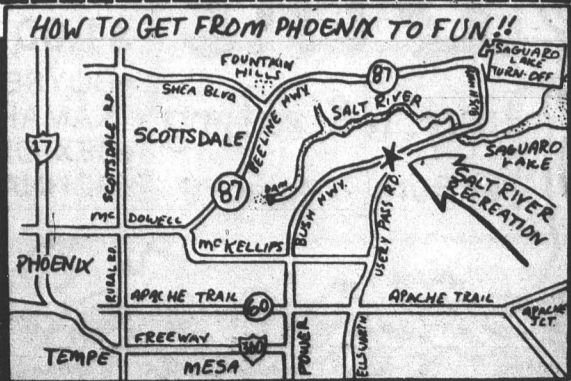 HOW TO GET FROM PHOENIX TO FUN!!
SAGUARO
LAKE
TURN-OFF
FOUNTAIN
HILLS
87
SHEA BLVD.
BUSH HWY.
SALT RIVER
BEELINE HWY.
SCOTTSDALE RD.
17
SCOTTSDALE
SAGUARO
LAKE
87
DAM
SALT RIVER
RECREATION
BUSH HWY.
USERY PASS RD.
Mc DOWELL
McKELLIPS
PHOENIX
RURAL RD.
APACHE TRAIL
60
APACHE TRAIL
APACHE
JCT.
FREEWAY
360
POWER
ELLSWORTH
TEMPE
MESA